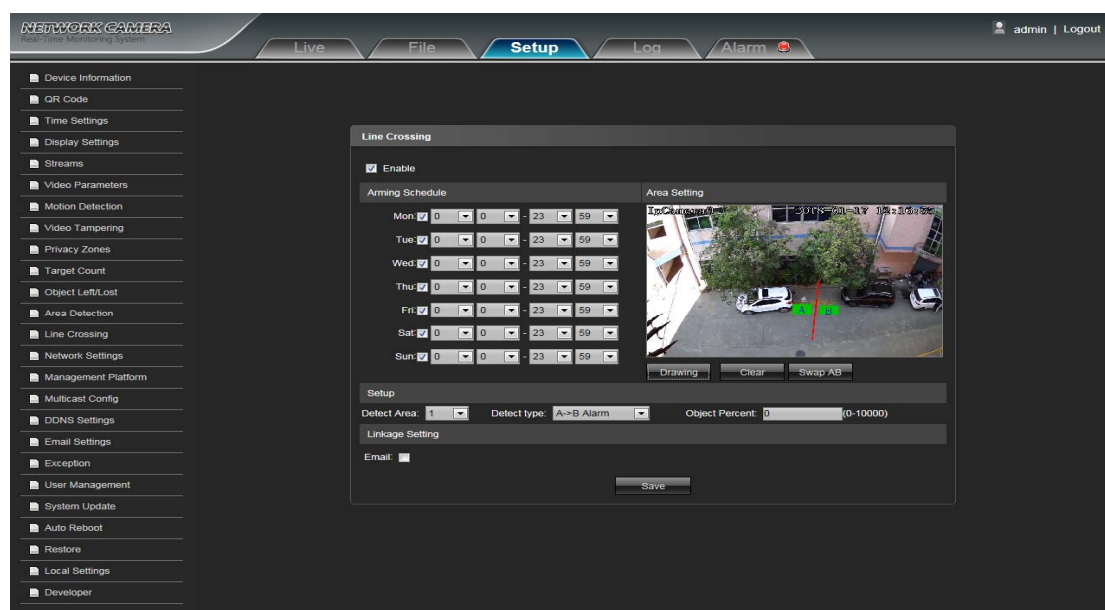 NETWORK CAMERA
Real-Time Monitoring System
Live
File
Setup
Log
Alarm
admin | Logout
Device Information
QR Code
Time Settings
Display Settings
Streams
Video Parameters
Motion Detection
Video Tampering
Privacy Zones
Target Count
Object Left/Lost
Area Detection
Line Crossing
Network Settings
Management Platform
Multicast Config
DDNS Settings
Email Settings
Exception
User Management
System Update
Auto Reboot
Restore
Local Settings
Developer
Line Crossing
Enable
Arming Schedule
Mon: 0 0 - 23 59
Tue: 0 0 - 23 59
Wed: 0 0 - 23 59
Thu: 0 0 - 23 59
Fri: 0 0 - 23 59
Sat: 0 0 - 23 59
Sun: 0 0 - 23 59
Area Setting
A B
Drawing Clear Swap AB
Setup
Detect Area: 1 Detect type: A->B Alarm Object Percent: 0 (0-10000)
Linkage Setting
Email:
Save